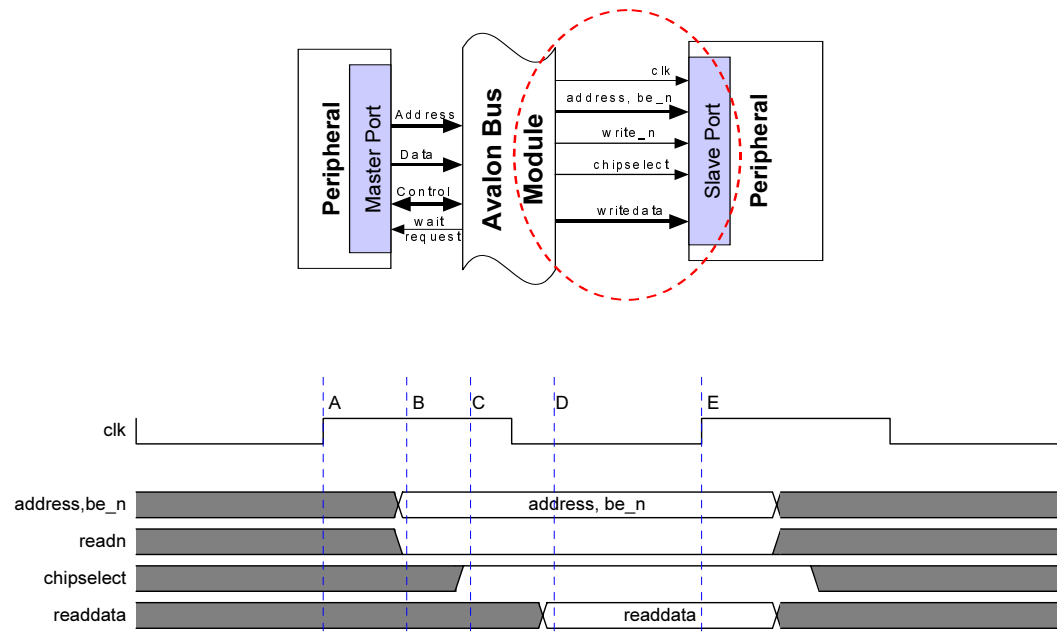 Peripheral
Master Port
Address
Data
Control
wait
request
Avalon Bus
Module
clk
address, be_n
write_n
chipselect
writedata
Slave Port
Peripheral
A
B
C
D
E
clk
address,be_n
address, be_n
readn
chipselect
readdata
readdata